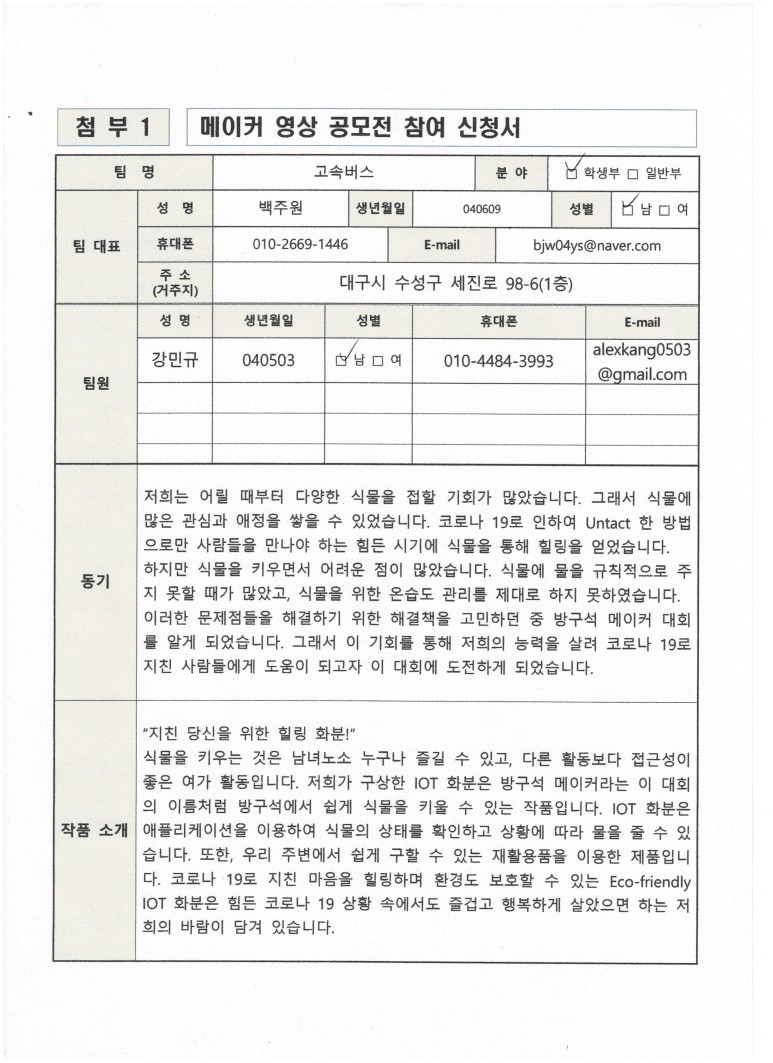 첨 부 1 메이커 영상 공모전 참여 신청서
팀 명 고속버스 분 야 ☑ 학생부 □ 일반부
팀 대표
성 명 백주원 생년월일 040609 성별 ☑ 남 □ 여
휴대폰 010-2669-1446 E-mail bjw04ys@naver.com
주 소
(거주지)
대구시 수성구 세진로 98-6(1층)
팀원
성 명 생년월일 성별 휴대폰 E-mail
강민규 040503 ☑ 남 □ 여 010-4484-3993 alexkang0503
@gmail.com
동기
저희는 어릴 때부터 다양한 식물을 접할 기회가 많았습니다. 그래서 식물에
많은 관심과 애정을 쌓을 수 있었습니다. 코로나 19로 인하여 Untact 한 방법
으로만 사람들을 만나야 하는 힘든 시기에 식물을 통해 힐링을 얻었습니다.
하지만 식물을 키우면서 어려운 점이 많았습니다. 식물에 물을 규칙적으로 주
지 못할 때가 많았고, 식물을 위한 온습도 관리를 제대로 하지 못하였습니다.
이러한 문제점들을 해결하기 위한 해결책을 고민하던 중 방구석 메이커 대회
를 알게 되었습니다. 그래서 이 기회를 통해 저희의 능력을 살려 코로나 19로
지친 사람들에게 도움이 되고자 이 대회에 도전하게 되었습니다.
작품 소개
“지친 당신을 위한 힐링 화분!”
식물을 키우는 것은 남녀노소 누구나 즐길 수 있고, 다른 활동보다 접근성이
좋은 여가 활동입니다. 저희가 구상한 IOT 화분은 방구석 메이커라는 이 대회
의 이름처럼 방구석에서 쉽게 식물을 키울 수 있는 작품입니다. IOT 화분은
애플리케이션을 이용하여 식물의 상태를 확인하고 상황에 따라 물을 줄 수 있
습니다. 또한, 우리 주변에서 쉽게 구할 수 있는 재활용품을 이용한 제품입니
다. 코로나 19로 지친 마음을 힐링하며 환경도 보호할 수 있는 Eco-friendly
IOT 화분은 힘든 코로나 19 상황 속에서도 즐겁고 행복하게 살았으면 하는 저
희의 바람이 담겨 있습니다.